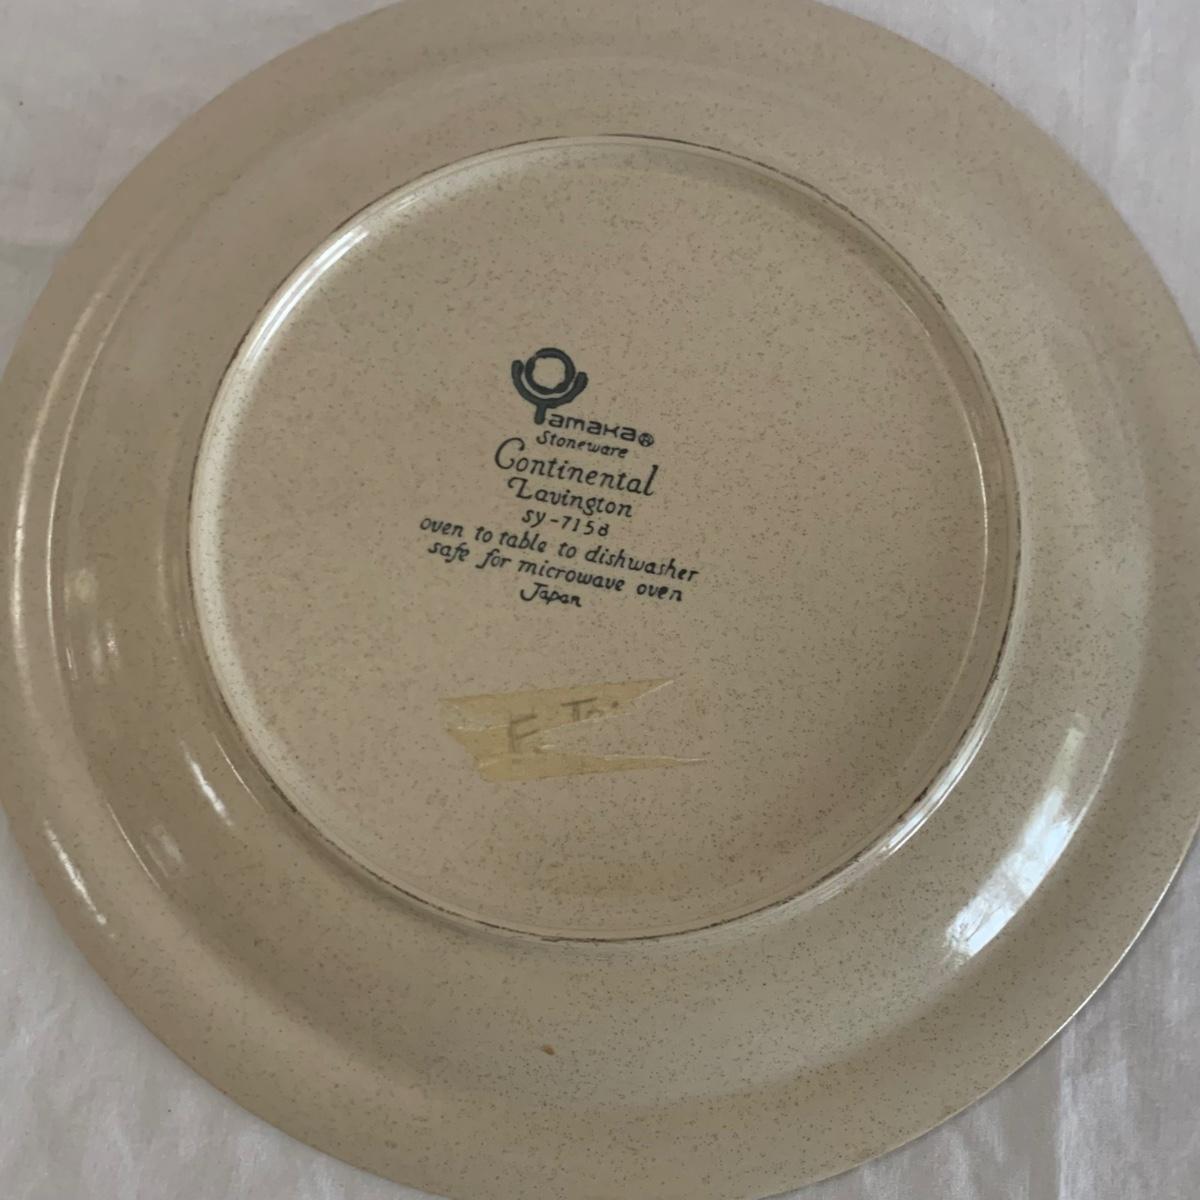 Yamaka®
Stoneware
Continental
Lavington
SY-7158
oven to table to dishwasher
safe for microwave oven
Japan
F.